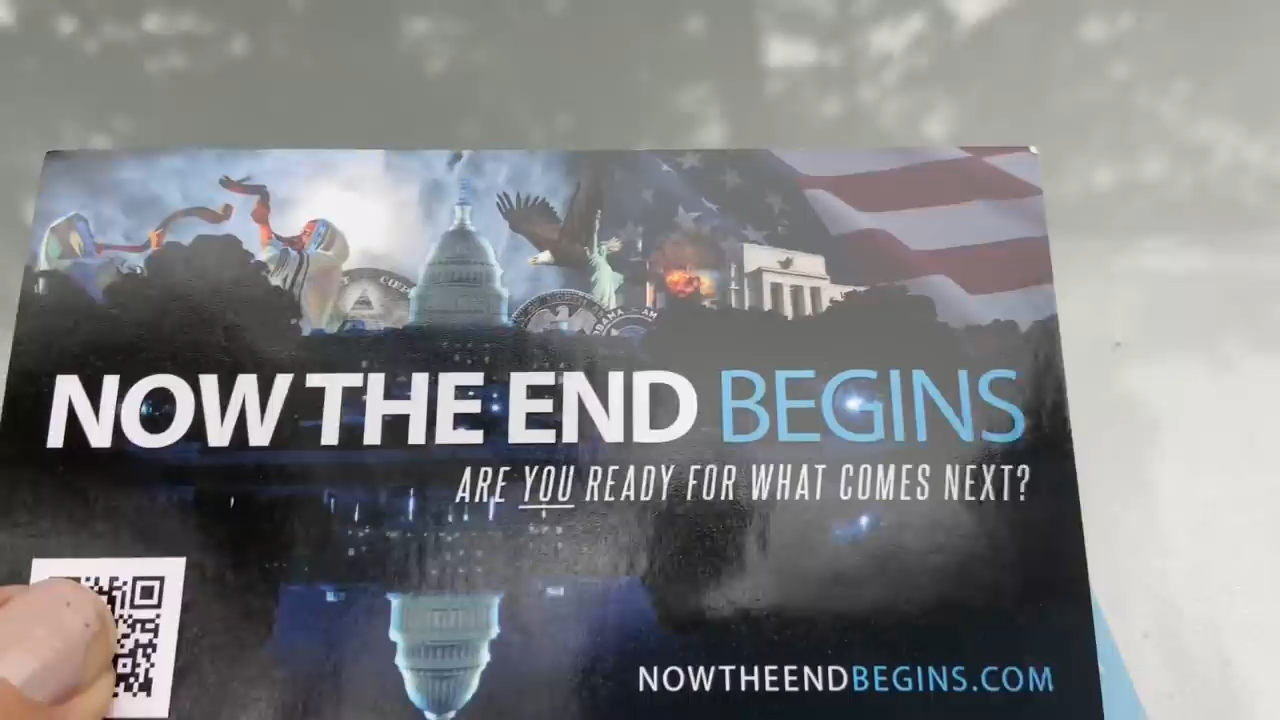 NOW THE END BEGINS
ARE YOU READY FOR WHAT COMES NEXT?
NOWTHEENDBEGINS.COM